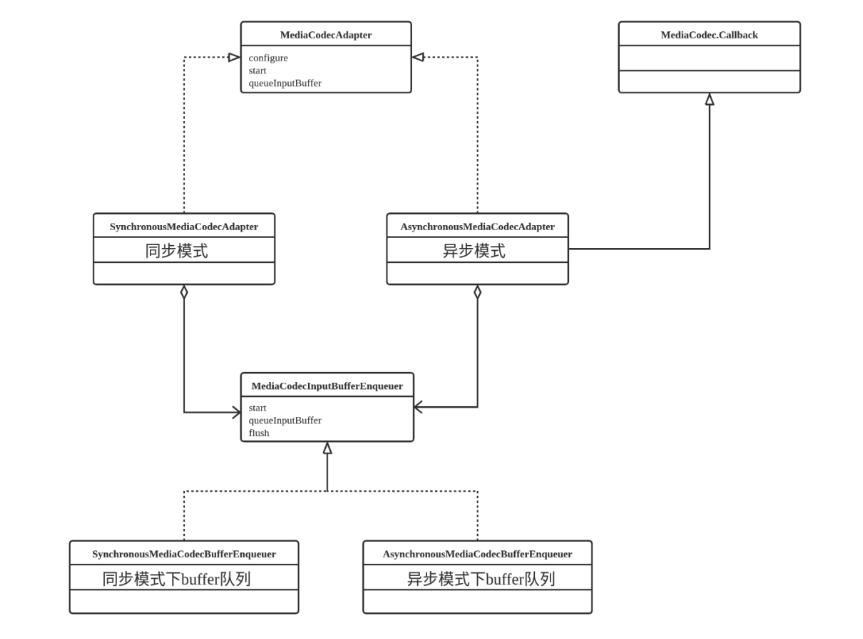 MediaCodecAdapter
configure
start
queueInputBuffer
MediaCodec.Callback
SynchronousMediaCodecAdapter
同步模式
AsynchronousMediaCodecAdapter
异步模式
MediaCodecInputBufferEnqueuer
start
queueInputBuffer
flush
SynchronousMediaCodecBufferEnqueuer
同步模式下buffer队列
AsynchronousMediaCodecBufferEnqueuer
异步模式下buffer队列